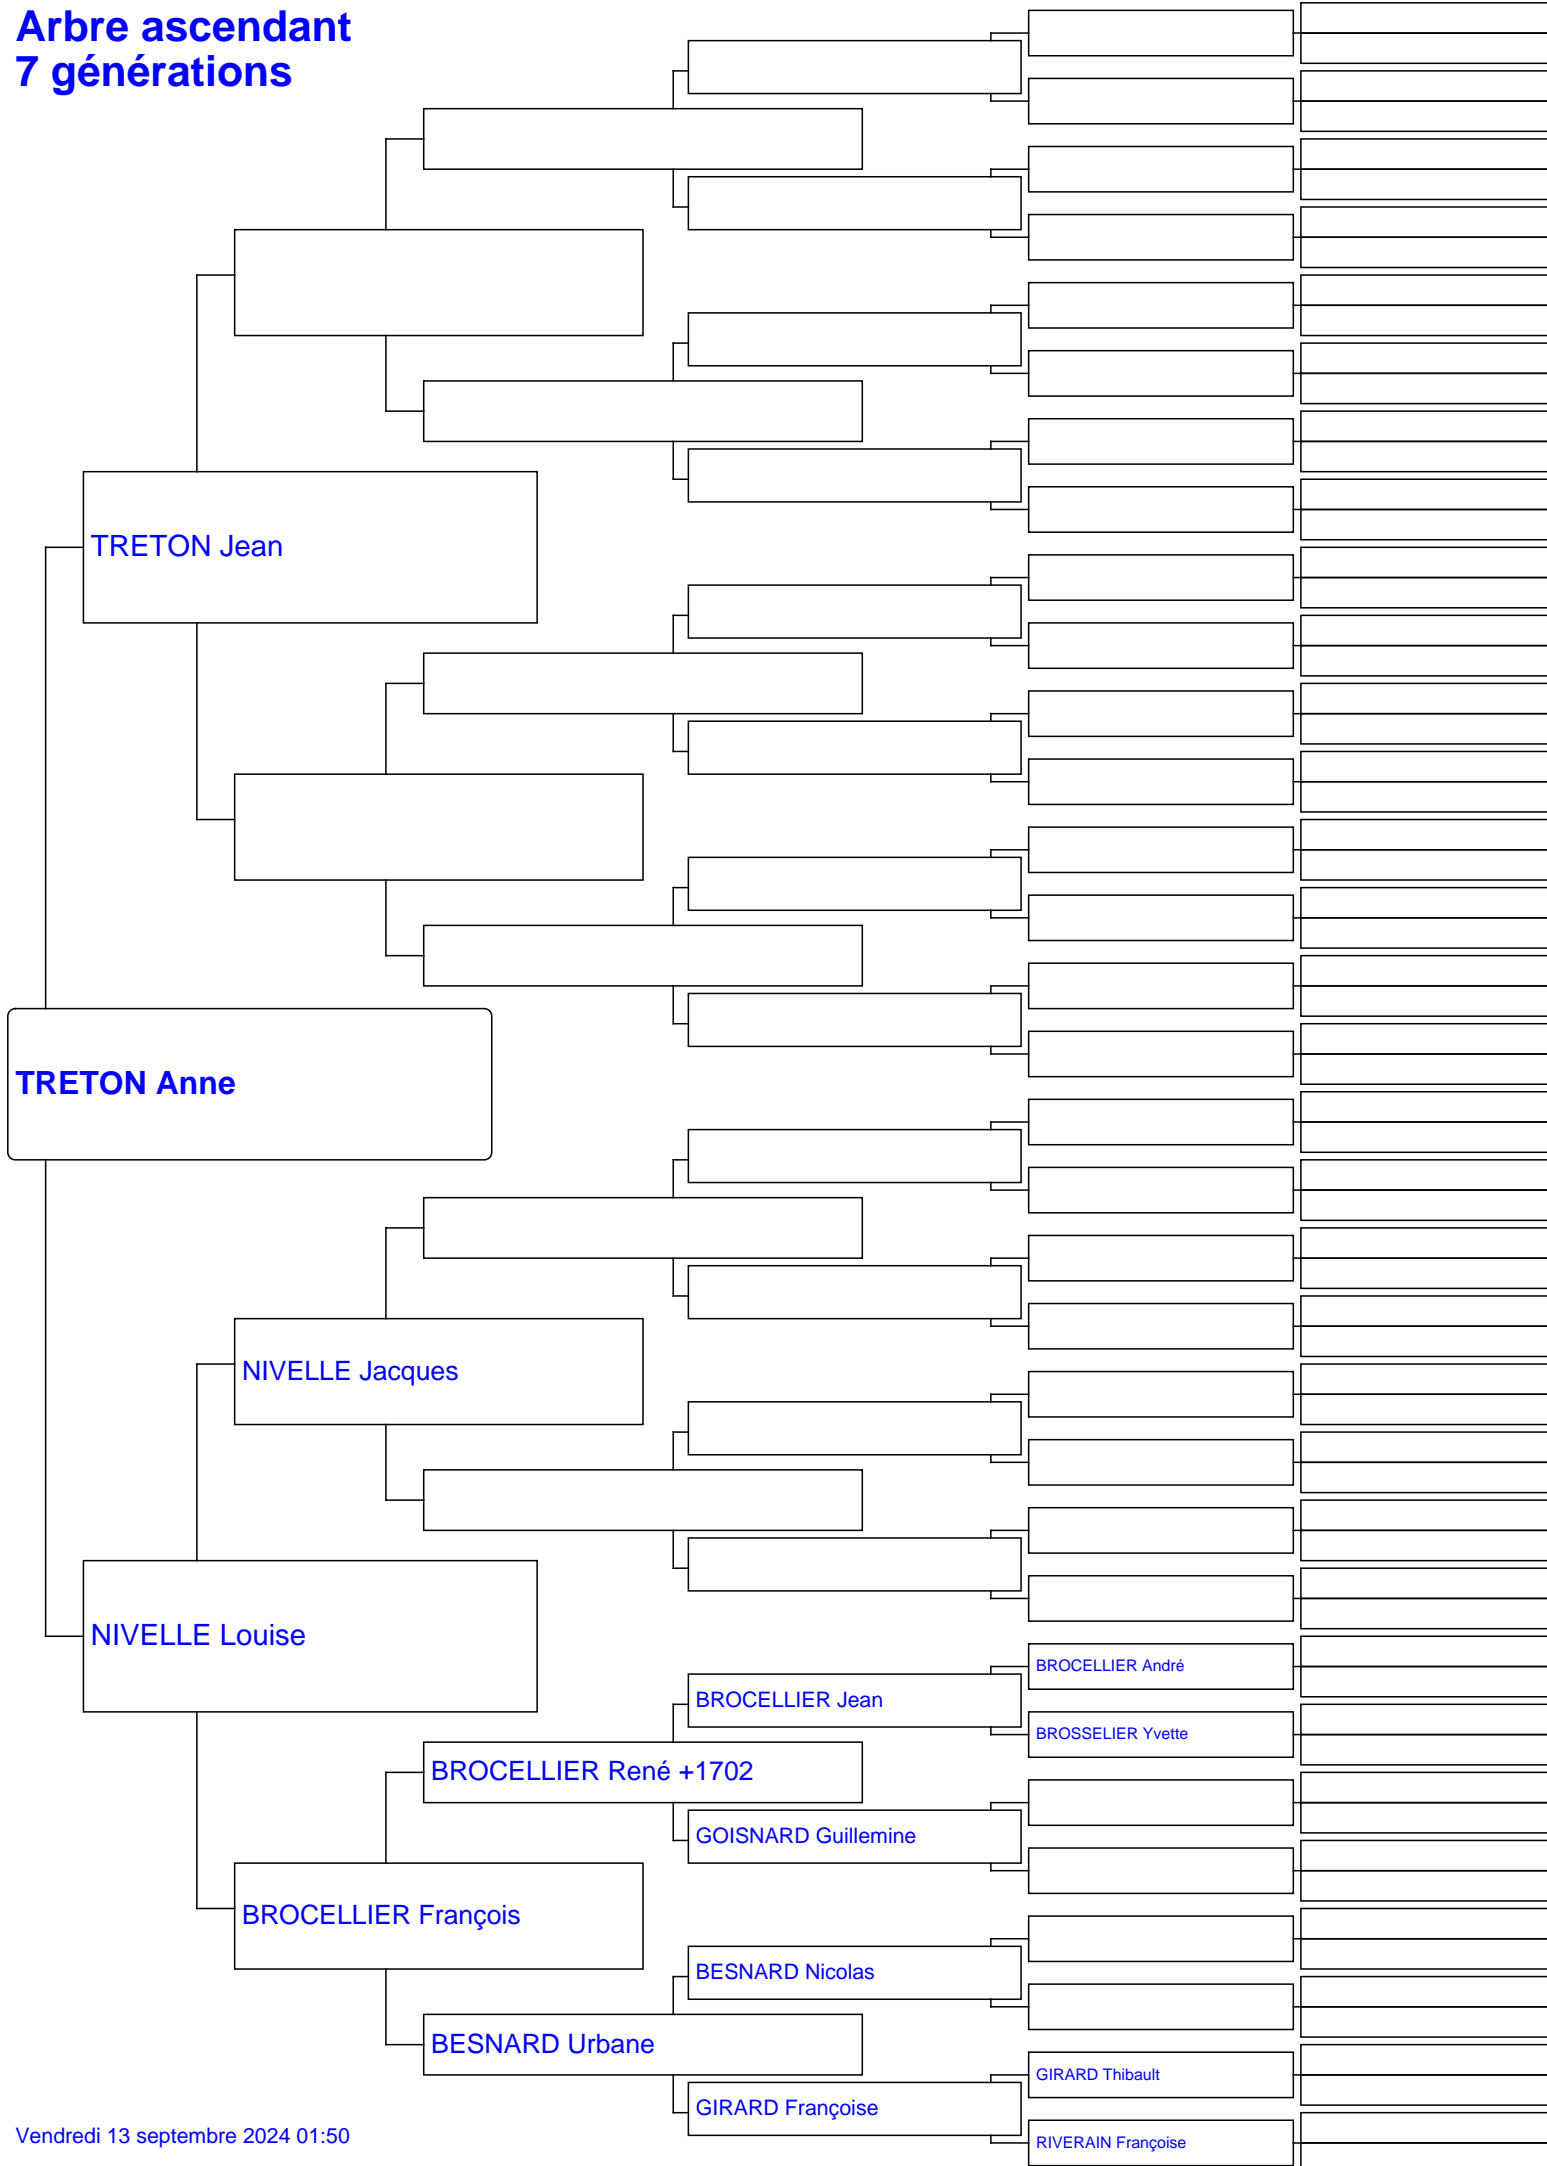 Arbre ascendant
7 générations
TRETON Jean
TRETON Anne
NIVELLE Jacques
NIVELLE Louise
BROCELLIER André
BROCELLIER Jean
BROSSELIER Yvette
BROCELLIER René +1702
GOISNARD Guillemine
BROCELLIER François
BESNARD Nicolas
BESNARD Urbane
GIRARD Thibault
GIRARD Françoise
RIVERAIN Françoise
Vendredi 13 septembre 2024 01:50